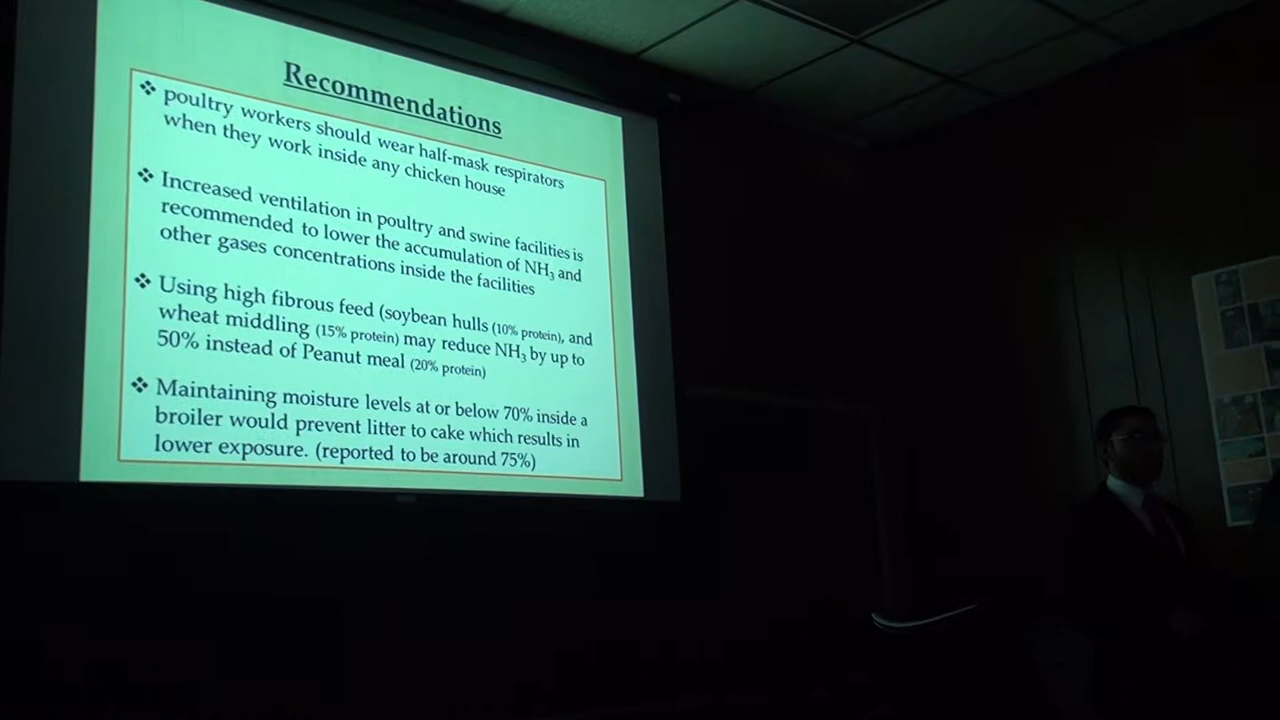 Recommendations
❖ poultry workers should wear half-mask respirators
when they work inside any chicken house
❖ Increased ventilation in poultry and swine facilities is
recommended to lower the accumulation of NH3 and
other gases concentrations inside the facilities
❖ Using high fibrous feed (soybean hulls (10% protein), and
wheat middling (15% protein) may reduce NH3 by up to
50% instead of Peanut meal (20% protein)
❖ Maintaining moisture levels at or below 70% inside a
broiler would prevent litter to cake which results in
lower exposure. (reported to be around 75%)